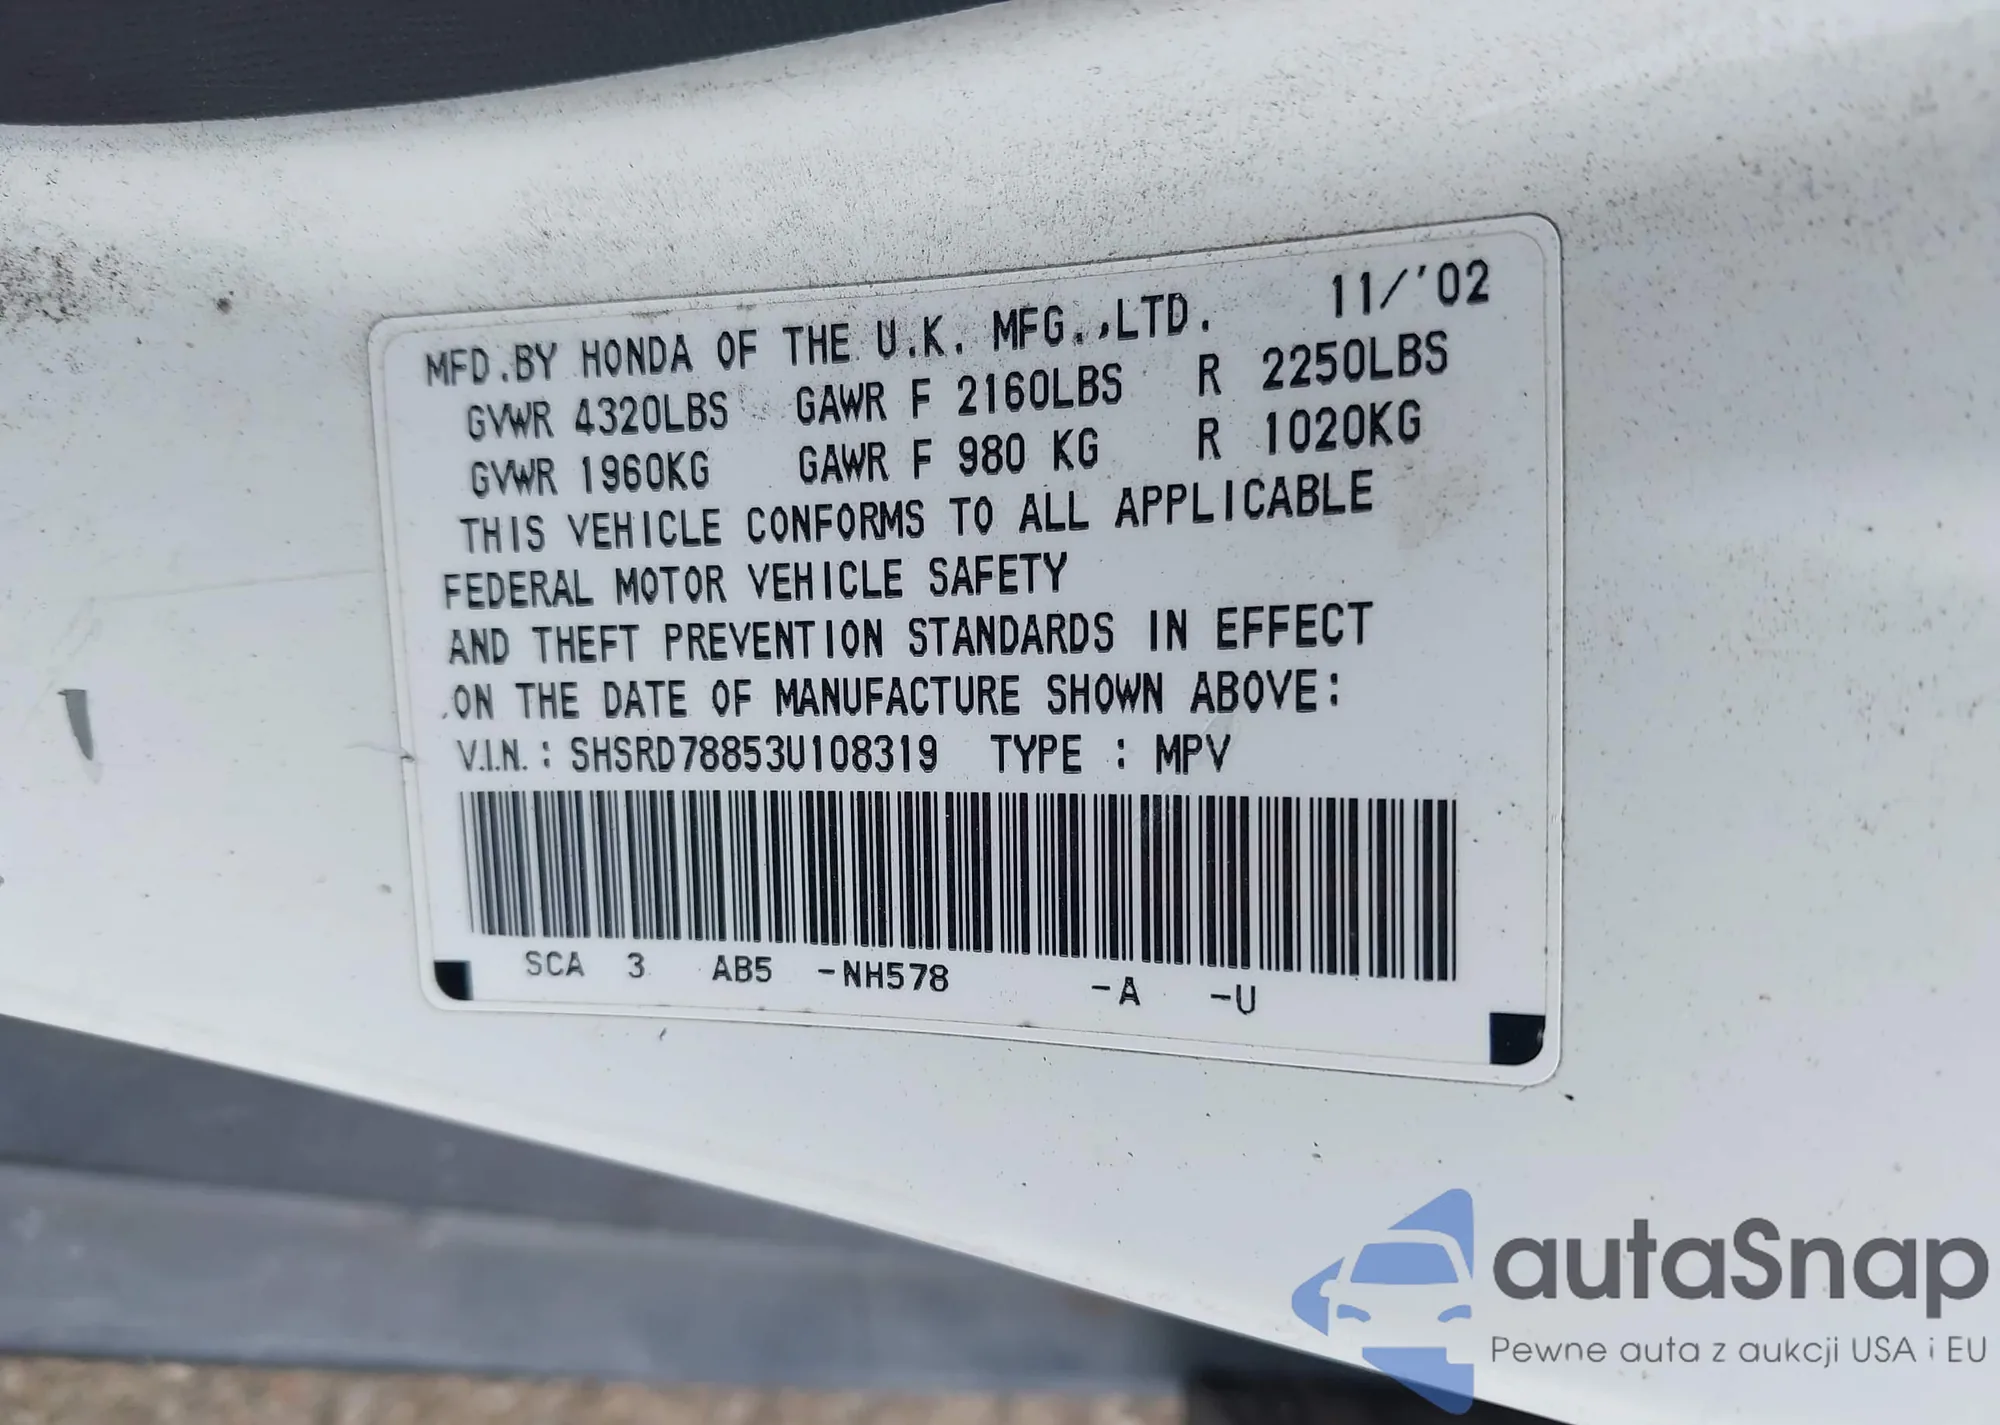 MFD.BY HONDA OF THE U.K. MFG.,LTD. 11/'02
GVWR 4320LBS GAWR F 2160LBS R 2250LBS
GVWR 1960KG GAWR F 980 KG R 1020KG
THIS VEHICLE CONFORMS TO ALL APPLICABLE
FEDERAL MOTOR VEHICLE SAFETY
AND THEFT PREVENTION STANDARDS IN EFFECT
ON THE DATE OF MANUFACTURE SHOWN ABOVE:
V.I.N. : SHSRD78853U108319 TYPE : MPV
SCA 3 AB5 -NH578 -A -U
autaSnap
Pewne auta z aukcji USA i EU